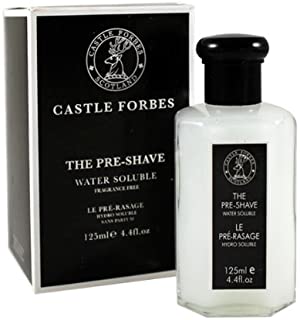 CASTLE FORBES
SCOTLAND
CASTLE FORBES
THE PRE-SHAVE
WATER SOLUBLE
FRAGRANCE FREE
LE PRÉ-RASAGE
HYDRO SOLUBLE
SANS PARFUM
125ml e 4.4fl.oz
THE
PRE-SHAVE
WATER SOLUBLE
LE
PRÉ-RASAGE
HYDRO SOLUBLE
125ml e
4.4fl.oz